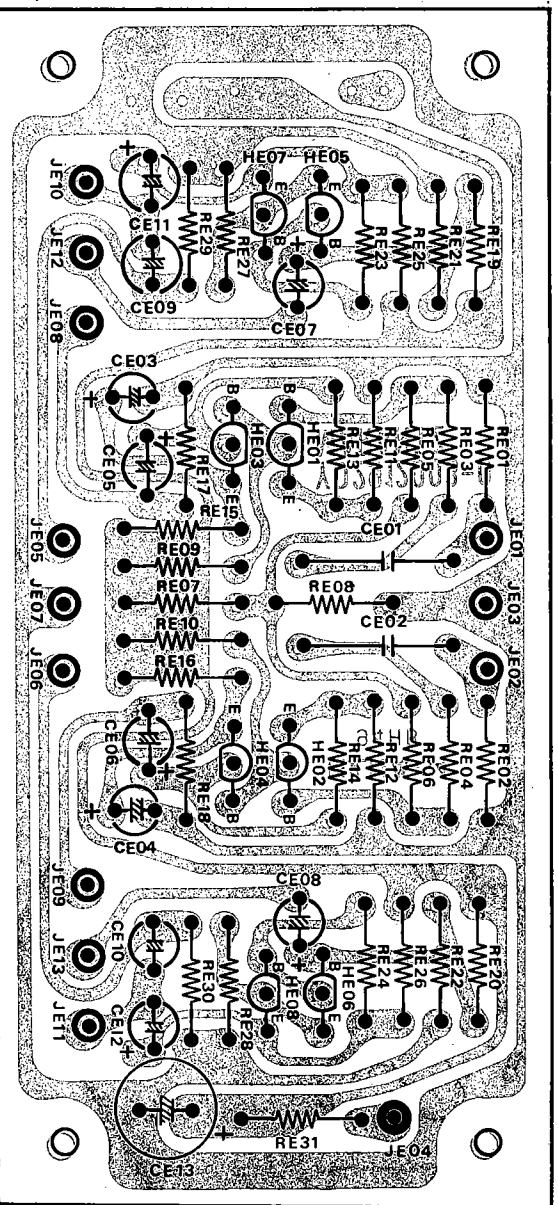 HE07 HE05
JE10
E E
CE11
RE29
RE27
RE23
RE25
RE21
RE19
B B
JE12
CE09
CE07
JE08
CE03
B B
CE05
RE17
HE03
HE01
RE13
RE11
RE05
RE03
RE01
E E
RE15
JE05
RE09
CE01
JE01
JE07
RE07
RE08
JE03
RE10
CE02
JE06
RE16
JE02
CE06
RE18
E E
HE04
HE02
RE14
RE12
RE06
RE04
RE02
B B
CE04
JE09
CE08
CE10
JE13
RE30
RE28
B B
HE08
HE06
RE24
RE26
RE22
RE20
E E
JE11
CE12
CE13
RE31
JE04